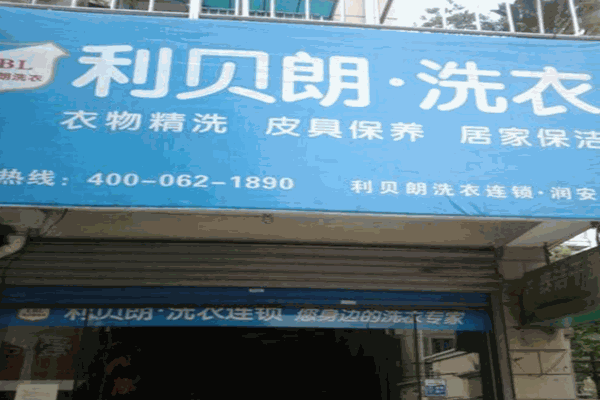 BL
朗洗衣
利贝朗·洗衣
衣物精洗 皮具保养 居家保洁
热线：400-062-1890 利贝朗洗衣连锁·润安
利贝朗·洗衣连锁 您身边的洗衣专家